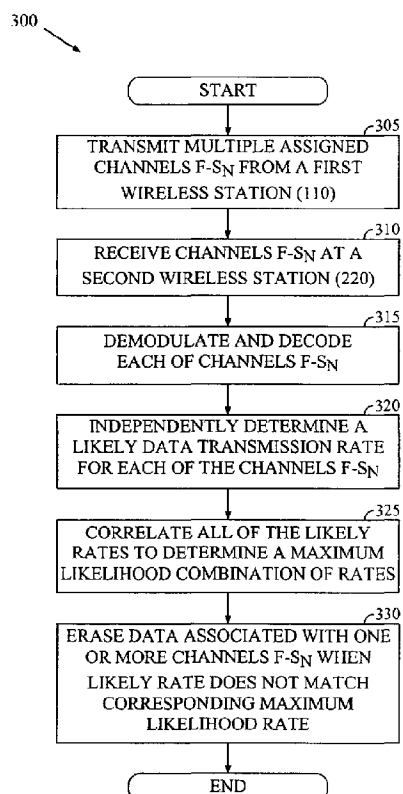 300
START
305
TRANSMIT MULTIPLE ASSIGNED
CHANNELS F-SN FROM A FIRST
WIRELESS STATION (110)
310
RECEIVE CHANNELS F-SN AT A
SECOND WIRELESS STATION (220)
315
DEMODULATE AND DECODE
EACH OF CHANNELS F-SN
320
INDEPENDENTLY DETERMINE A
LIKELY DATA TRANSMISSION RATE
FOR EACH OF THE CHANNELS F-SN
325
CORRELATE ALL OF THE LIKELY
RATES TO DETERMINE A MAXIMUM
LIKELIHOOD COMBINATION OF RATES
330
ERASE DATA ASSOCIATED WITH ONE
OR MORE CHANNELS F-SN WHEN
LIKELY RATE DOES NOT MATCH
CORRESPONDING MAXIMUM
LIKELIHOOD RATE
END